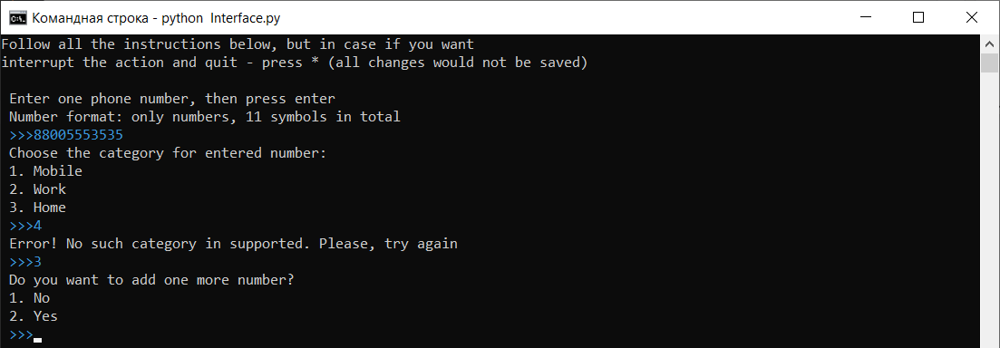 Командная строка - python Interface.py
Follow all the instructions below, but in case if you want
interrupt the action and quit - press * (all changes would not be saved)
Enter one phone number, then press enter
Number format: only numbers, 11 symbols in total
>>>88005553535
Choose the category for entered number:
1. Mobile
2. Work
3. Home
>>>4
Error! No such category in supported. Please, try again
>>>3
Do you want to add one more number?
1. No
2. Yes
>>>